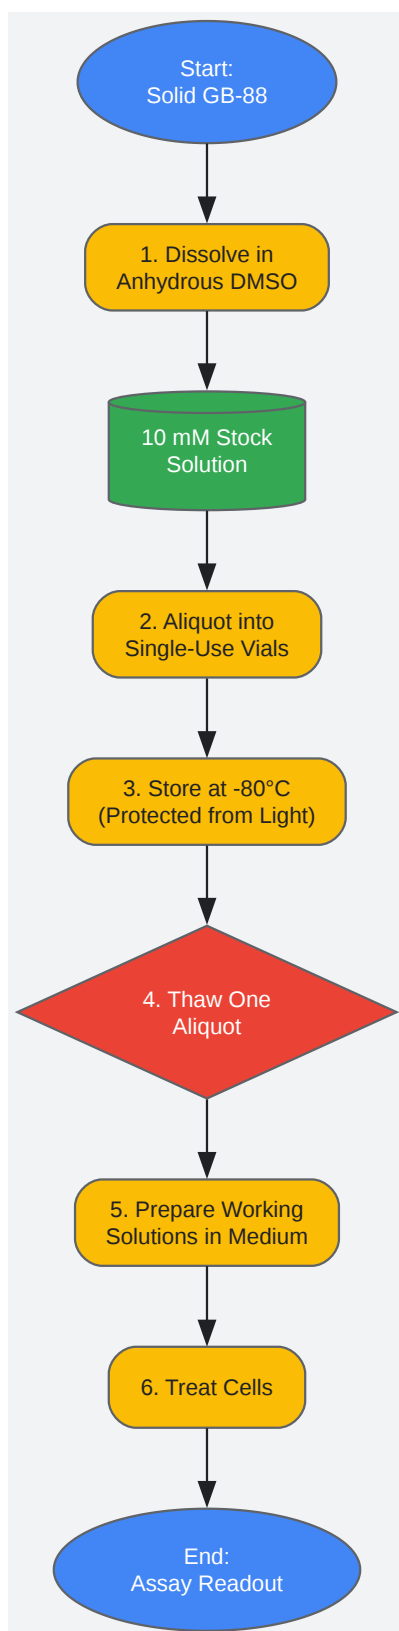 Start:
Solid GB-88
1. Dissolve in
Anhydrous DMSO
10 mM Stock
Solution
2. Aliquot into
Single-Use Vials
3. Store at -80°C
(Protected from Light)
4. Thaw One
Aliquot
5. Prepare Working
Solutions in Medium
6. Treat Cells
End:
Assay Readout